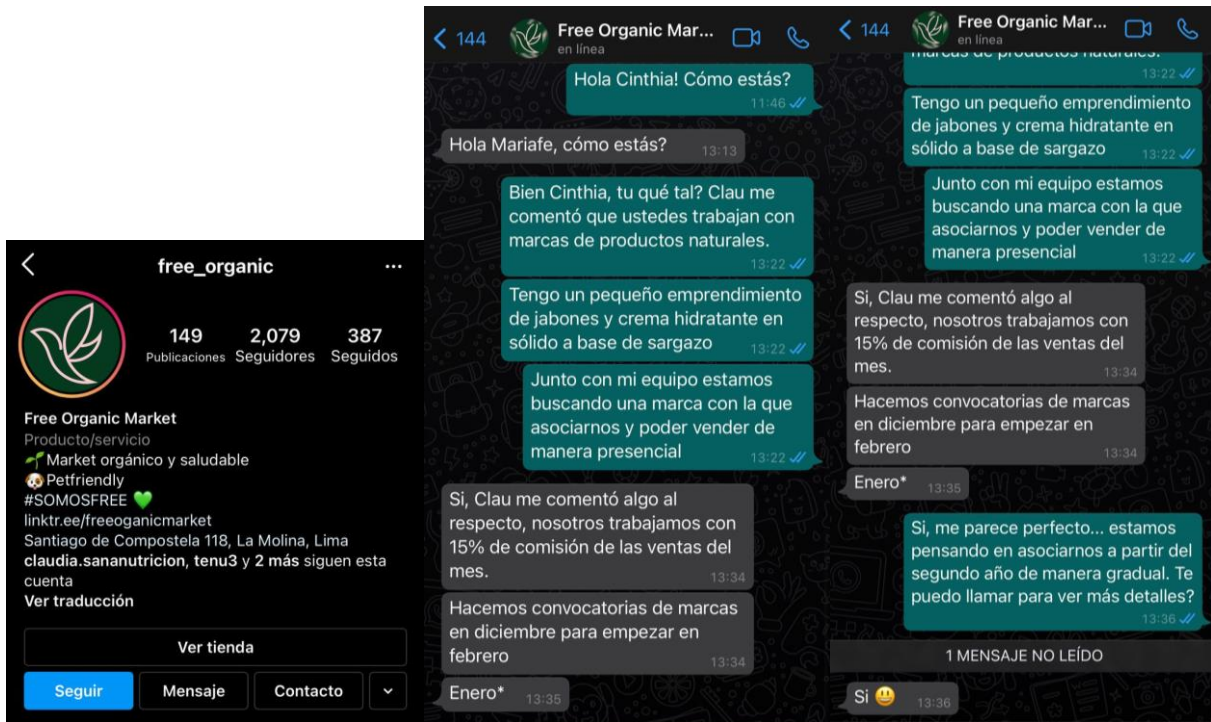 free_organic
149
2,079
387
Publicaciones
Seguidores
Seguidos
Free Organic Market
Producto/servicio
🌱Market orgánico y saludable
🐶Petfriendly
#SOMOSFREE 💚
linktr.ee/freeoganicmarket
Santiago de Compostela 118, La Molina, Lima
claudia.sananutricion, tenu3 y 2 más siguen esta
cuenta
Ver traducción
Ver tienda
Seguir
Mensaje
Contacto
144
Free Organic Mar...
en línea
Hola Cinthia! Cómo estás?
11:46
Hola Mariafe, cómo estás?
13:13
Bien Cinthia, tu qué tal? Clau me
comentó que ustedes trabajan con
marcas de productos naturales.
13:22
Tengo un pequeño emprendimiento
de jabones y crema hidratante en
sólido a base de sargazo
13:22
Junto con mi equipo estamos
buscando una marca con la que
asociarnos y poder vender de
manera presencial
13:22
Si, Clau me comentó algo al
respecto, nosotros trabajamos con
15% de comisión de las ventas del
mes.
13:34
Hacemos convocatorias de marcas
en diciembre para empezar en
febrero
13:34
Enero*
13:35
144
Free Organic Mar...
en línea
marcas de productos naturales.
13:22
Tengo un pequeño emprendimiento
de jabones y crema hidratante en
sólido a base de sargazo
13:22
Junto con mi equipo estamos
buscando una marca con la que
asociarnos y poder vender de
manera presencial
13:22
Si, Clau me comentó algo al
respecto, nosotros trabajamos con
15% de comisión de las ventas del
mes.
13:34
Hacemos convocatorias de marcas
en diciembre para empezar en
febrero
13:34
Enero*
13:35
Si, me parece perfecto... estamos
pensando en asociarnos a partir del
segundo año de manera gradual. Te
puedo llamar para ver más detalles?
13:36
1 MENSAJE NO LEÍDO
Si 😃
13:36